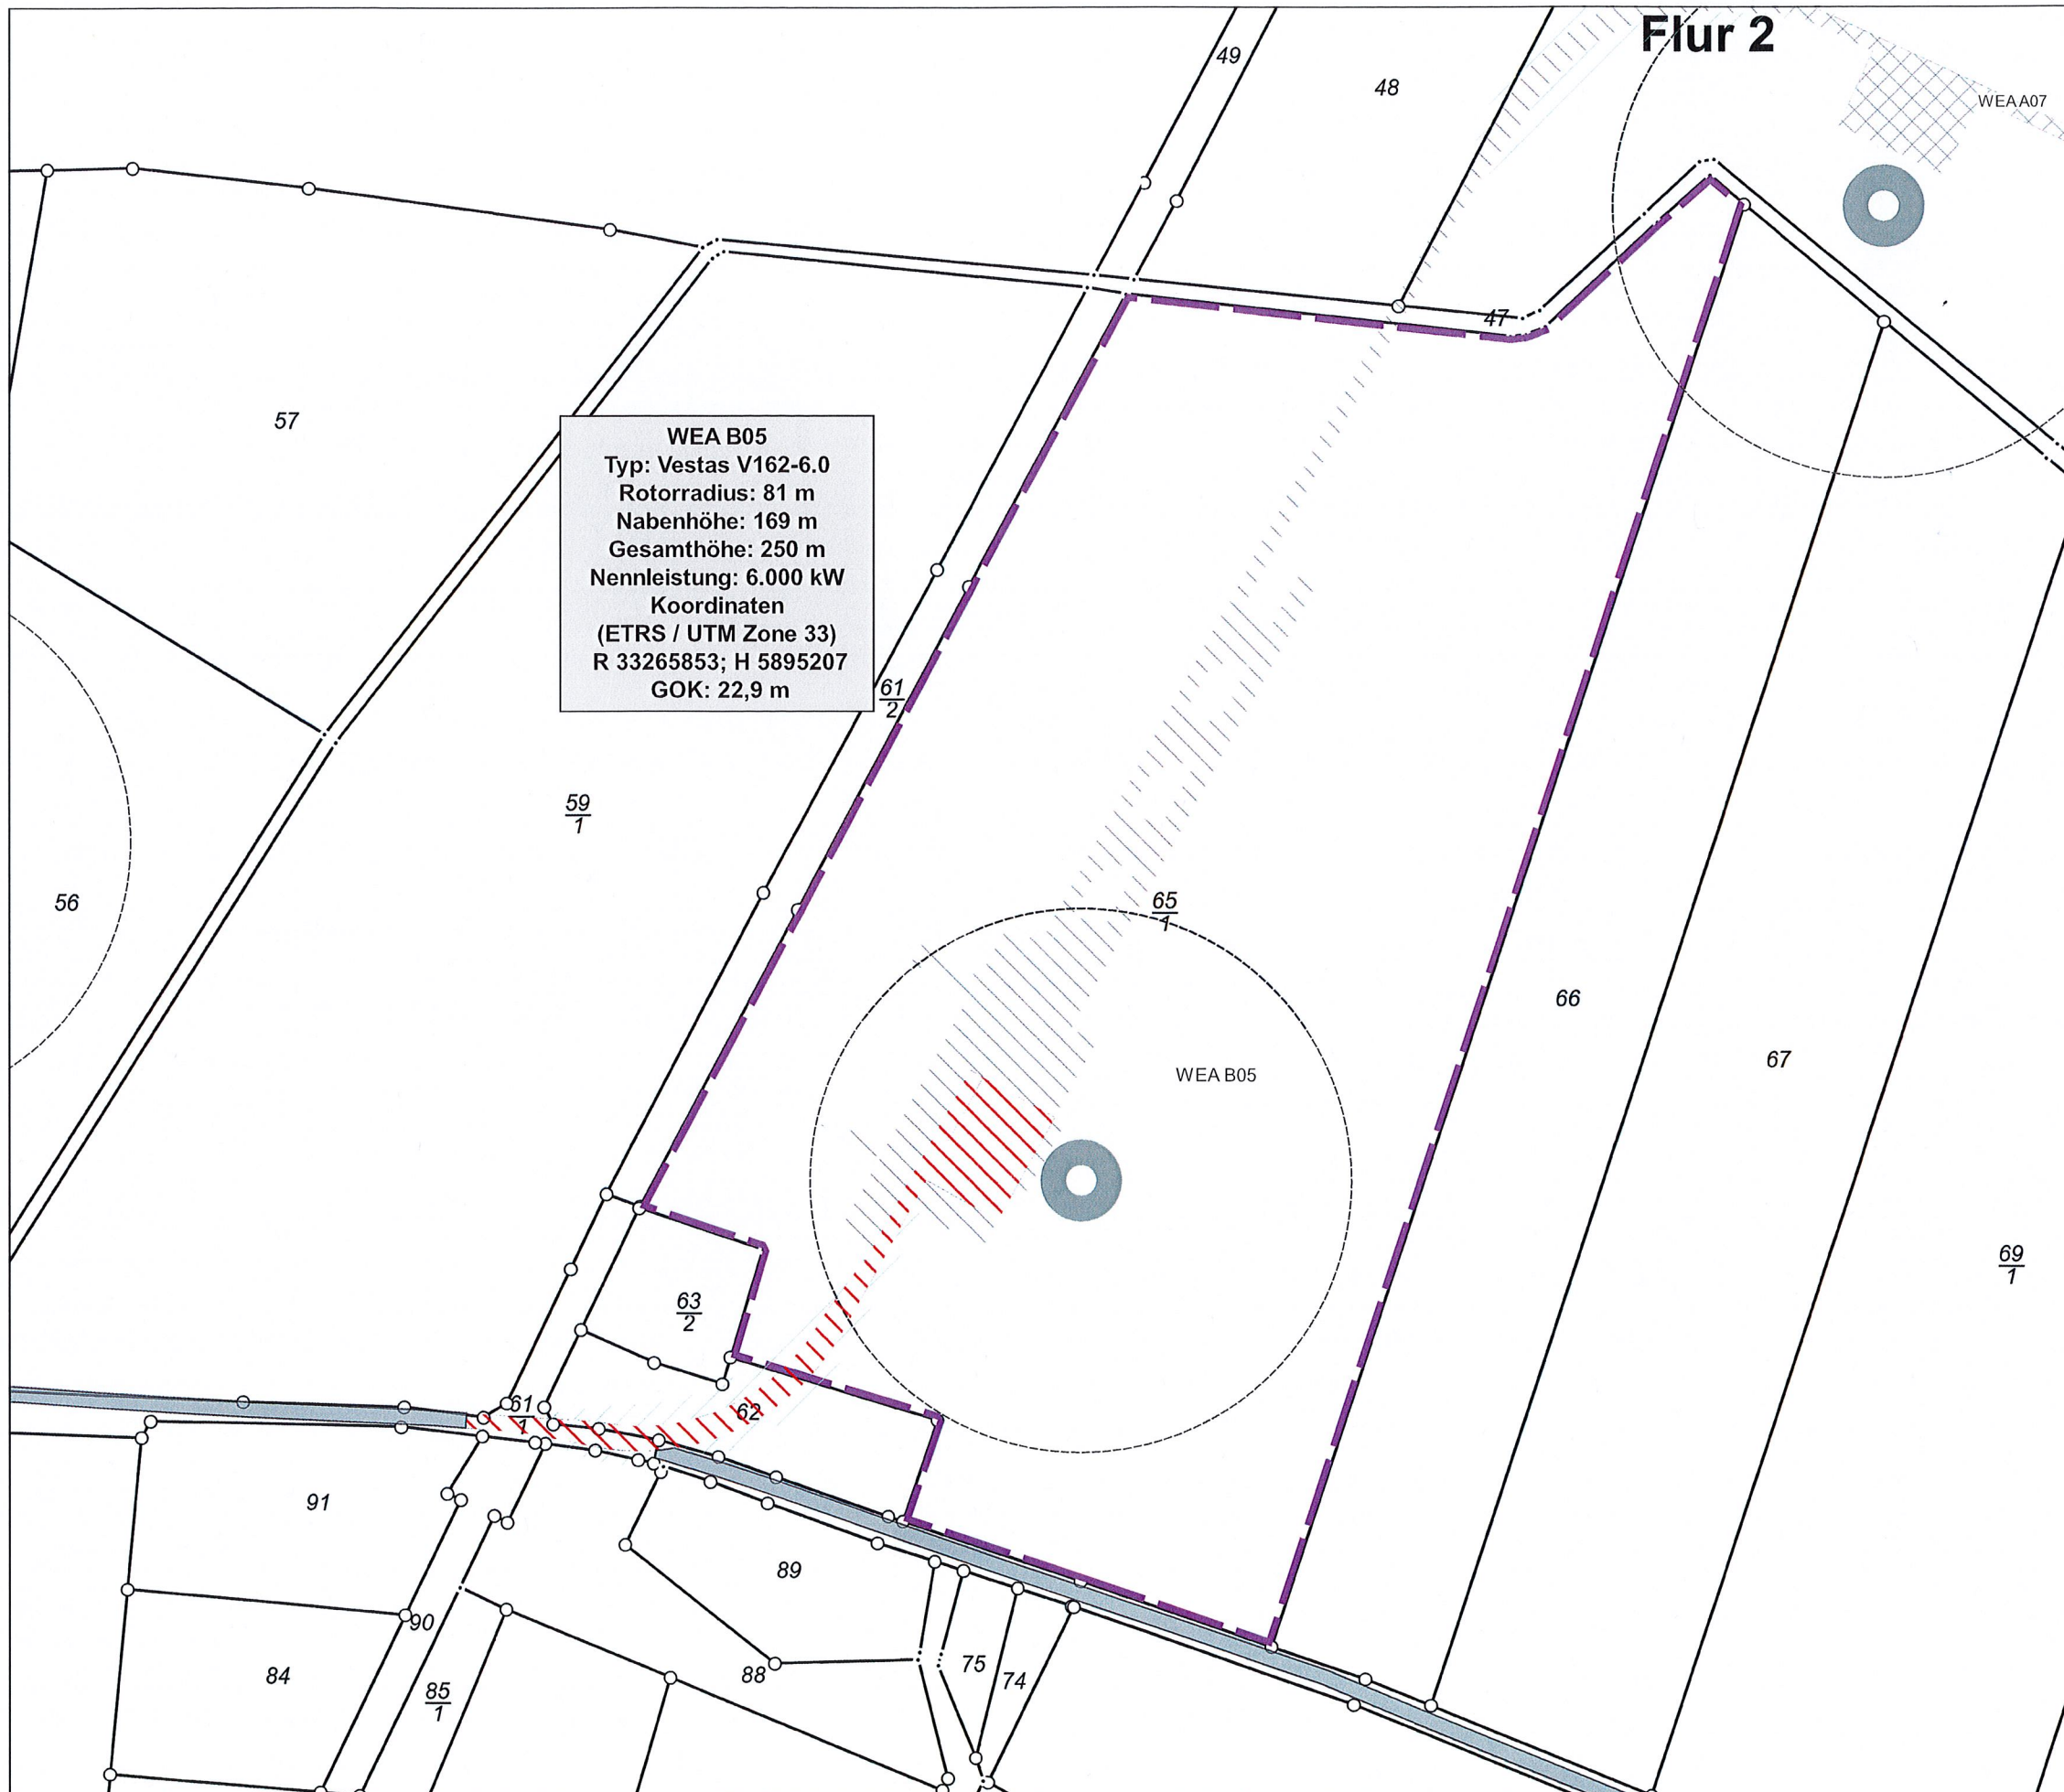 Flur 2
49
48
WEA A07
47
57
WEA B05
Typ: Vestas V162-6.0
Rotorradius: 81 m
Nabenhöhe: 169 m
Gesamthöhe: 250 m
Nennleistung: 6.000 kW
Koordinaten
(ETRS / UTM Zone 33)
R 33265853; H 5895207
GOK: 22,9 m
61
2
59
1
56
65
1
66
67
WEA B05
69
1
63
2
61
1
62
91
89
90
88
75
74
84
85
1